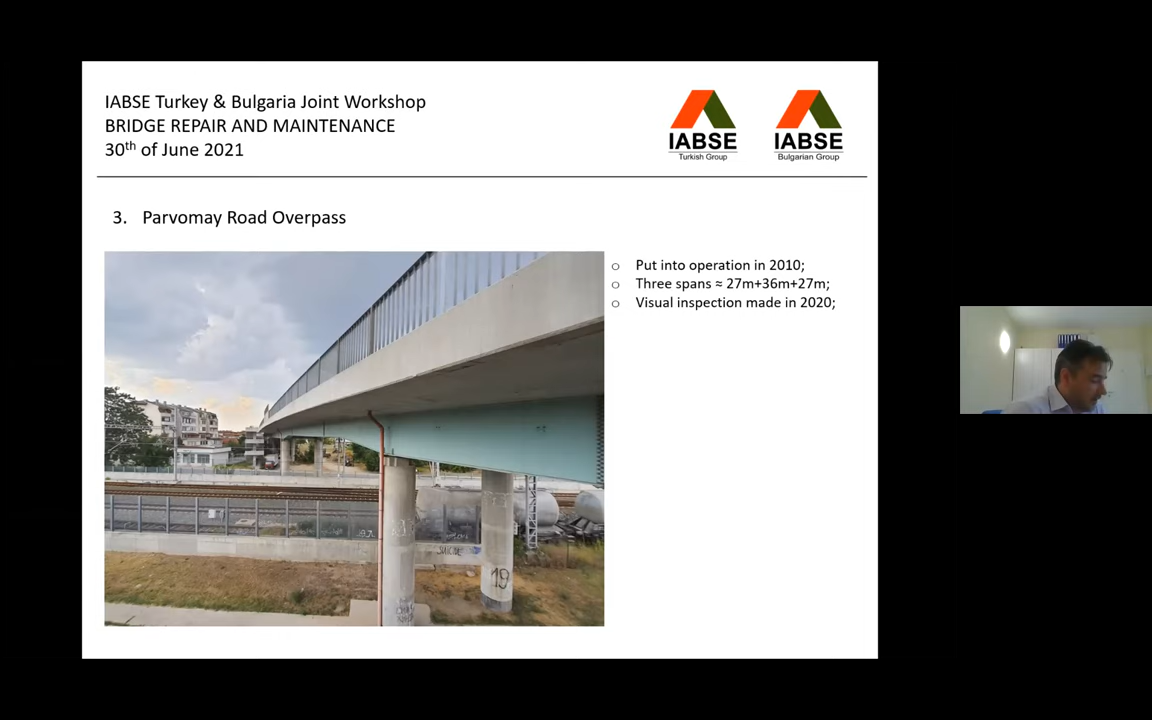 IABSE Turkey & Bulgaria Joint Workshop
BRIDGE REPAIR AND MAINTENANCE
30th of June 2021
IABSE
Turkish Group
IABSE
Bulgarian Group
3. Parvomay Road Overpass
o Put into operation in 2010;
o Three spans ≈ 27m+36m+27m;
o Visual inspection made in 2020;
19